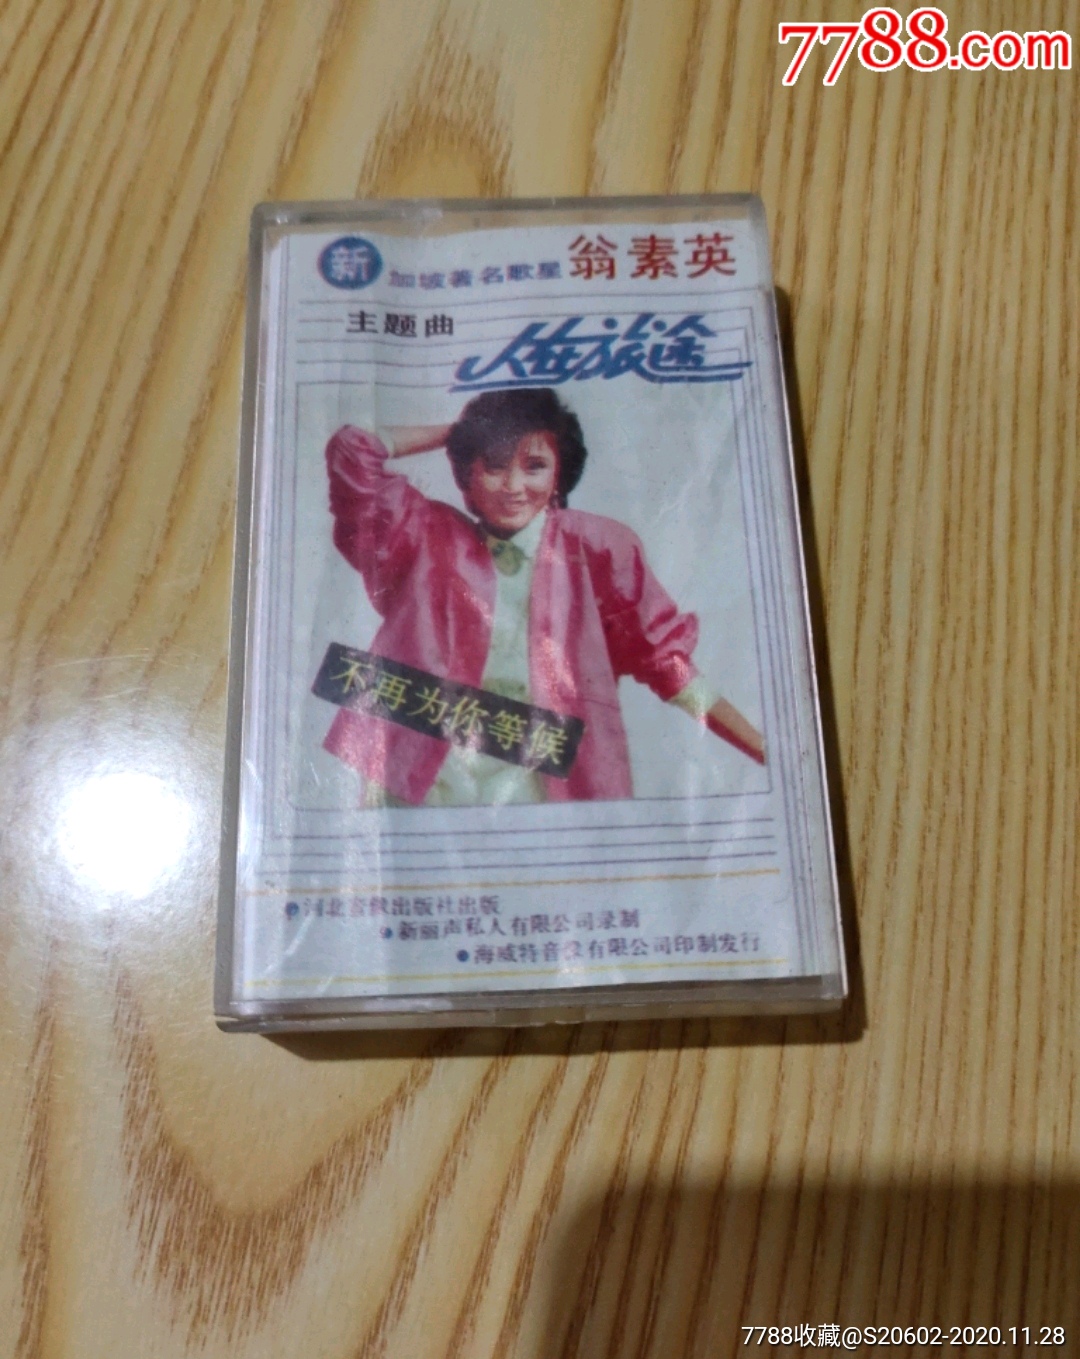 7788.com
新加坡著名歌星 翁素英
主题曲 人在旅途
不再为你等候
●河北音像出版社出版
●新丽声私人有限公司录制
●海威特音像有限公司印制发行
7788收藏@S20602-2020.11.28